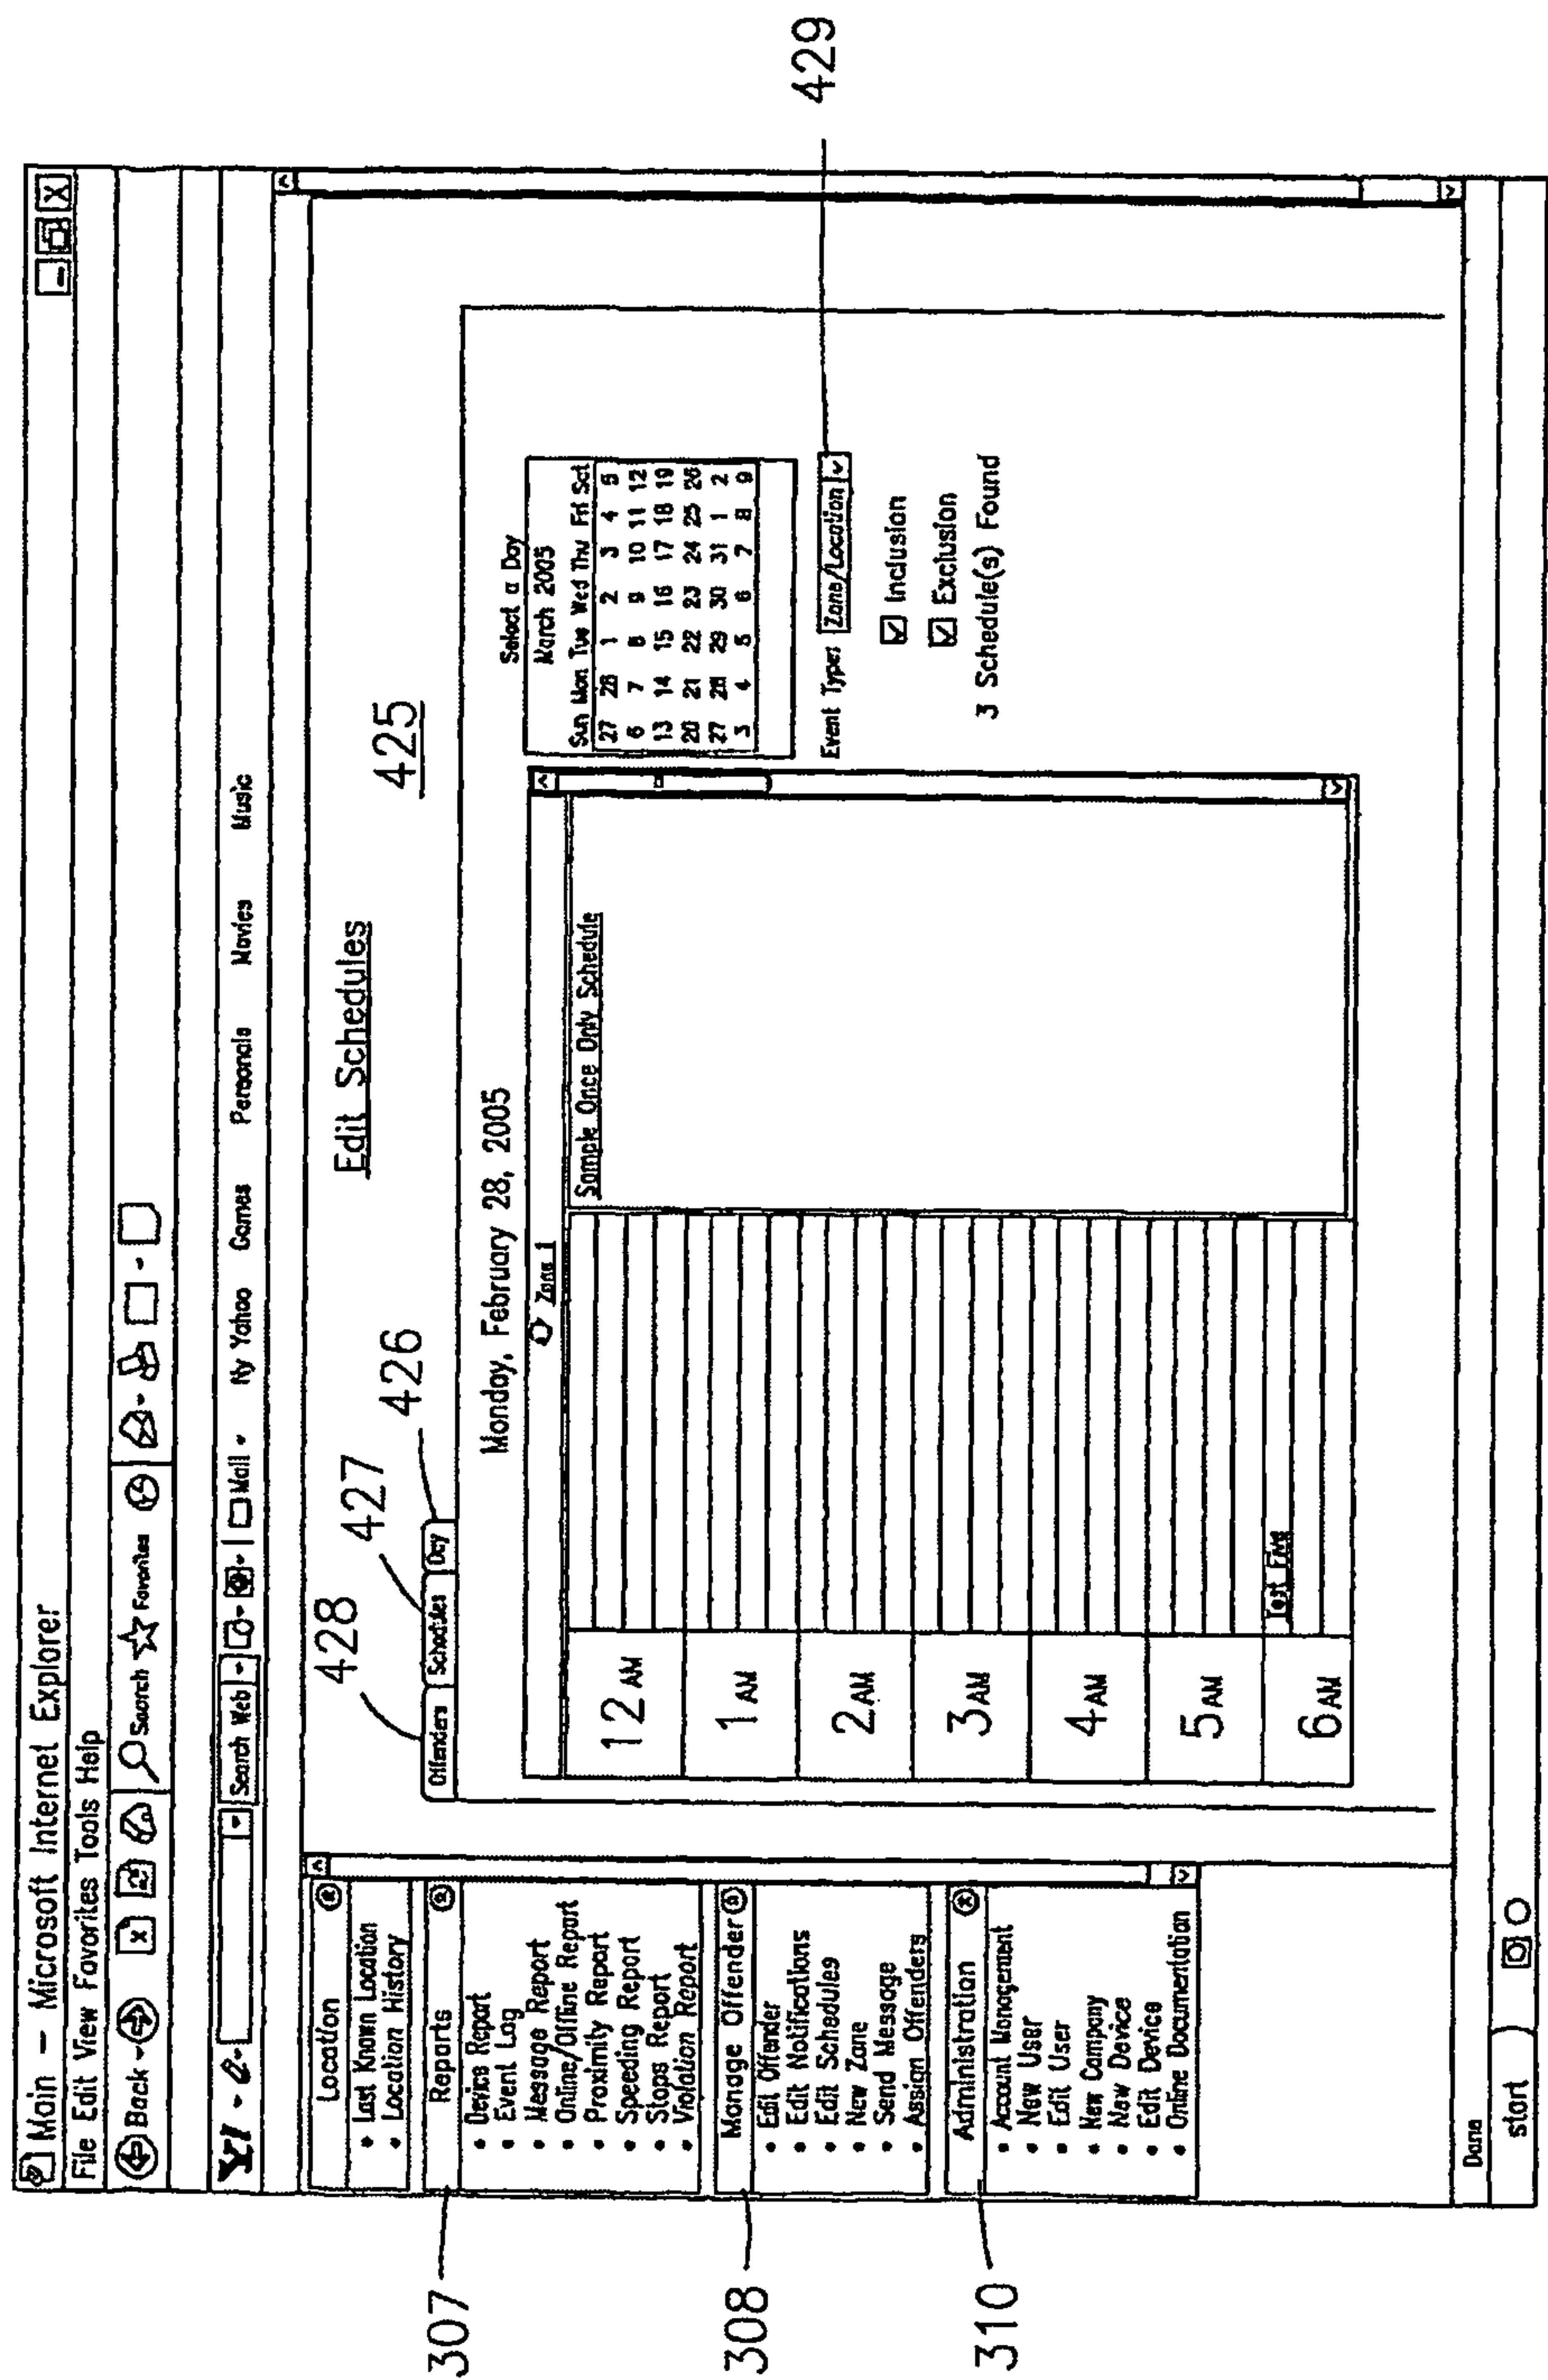 Main – Microsoft Internet Explorer
File Edit View Favorites Tools Help
Back Search Favorites
Y! Search Web Mail My Yahoo Games Personals Movies Music
Location
• Last Known Location
• Location History
307
Reports
• Device Report
• Event Log
• Message Report
• Online/Offline Report
• Proximity Report
• Speeding Report
• Stops Report
• Violation Report
308
Manage Offender
• Edit Offender
• Edit Notifications
• Edit Schedules
• New Zone
• Send Message
• Assign Offenders
310
Administration
• Account Management
• New User
• Edit User
• New Company
• New Device
• Edit Device
• Online Documentation
Edit Schedules
425
428
427
426
Offenders Schedules Day
Monday, February 28, 2005
Zone 1
Sample Once Only Schedule
12 AM
1 AM
2 AM
3 AM
4 AM
5 AM
6 AM
Test Five
Select a Day
March 2005
Sun Mon Tue Wed Thu Fri Sat
27 28 1 2 3 4 5
6 7 8 9 10 11 12
13 14 15 16 17 18 19
20 21 22 23 24 25 26
27 28 29 30 31 1 2
3 4 5 6 7 8 9
Event Type: Zone/Location
429
Inclusion
Exclusion
3 Schedule(s) Found
Done
start